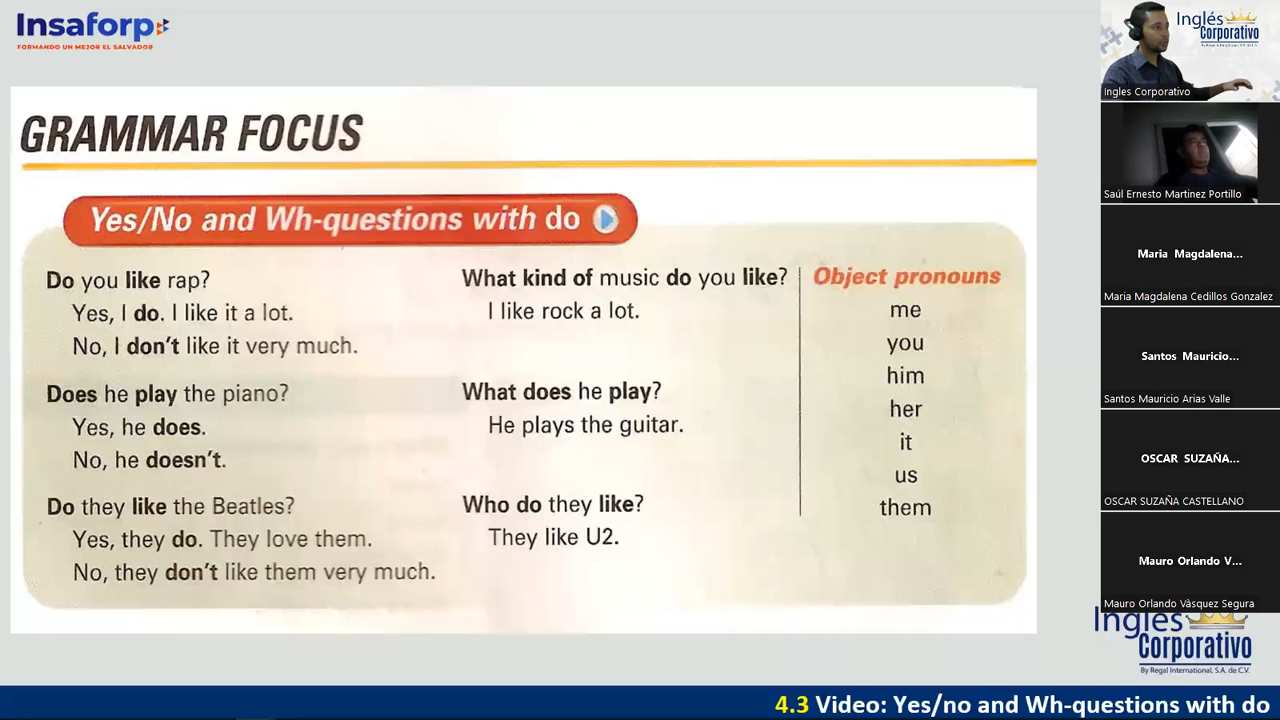 Insaforp
FORMANDO UN MEJOR EL SALVADOR
GRAMMAR FOCUS
Yes/No and Wh-questions with do
Do you like rap?
Yes, I do. I like it a lot.
No, I don't like it very much.
Does he play the piano?
Yes, he does.
No, he doesn't.
Do they like the Beatles?
Yes, they do. They love them.
No, they don't like them very much.
What kind of music do you like?
I like rock a lot.
What does he play?
He plays the guitar.
Who do they like?
They like U2.
Object pronouns
me
you
him
her
it
us
them
Inglés
Corporativo
By Regal International, S.A. de C.V.
Ingles Corporativo
Saúl Ernesto Martinez Portillo
Maria Magdalena...
Maria Magdalena Cedillos Gonzalez
Santos Mauricio...
Santos Mauricio Arias Valle
OSCAR SUZAÑA...
OSCAR SUZAÑA CASTELLANO
Mauro Orlando V...
Mauro Orlando Vàsquez Segura
Inglés
Corporativo
By Regal International, S.A. de C.V.
4.3 Video: Yes/no and Wh-questions with do